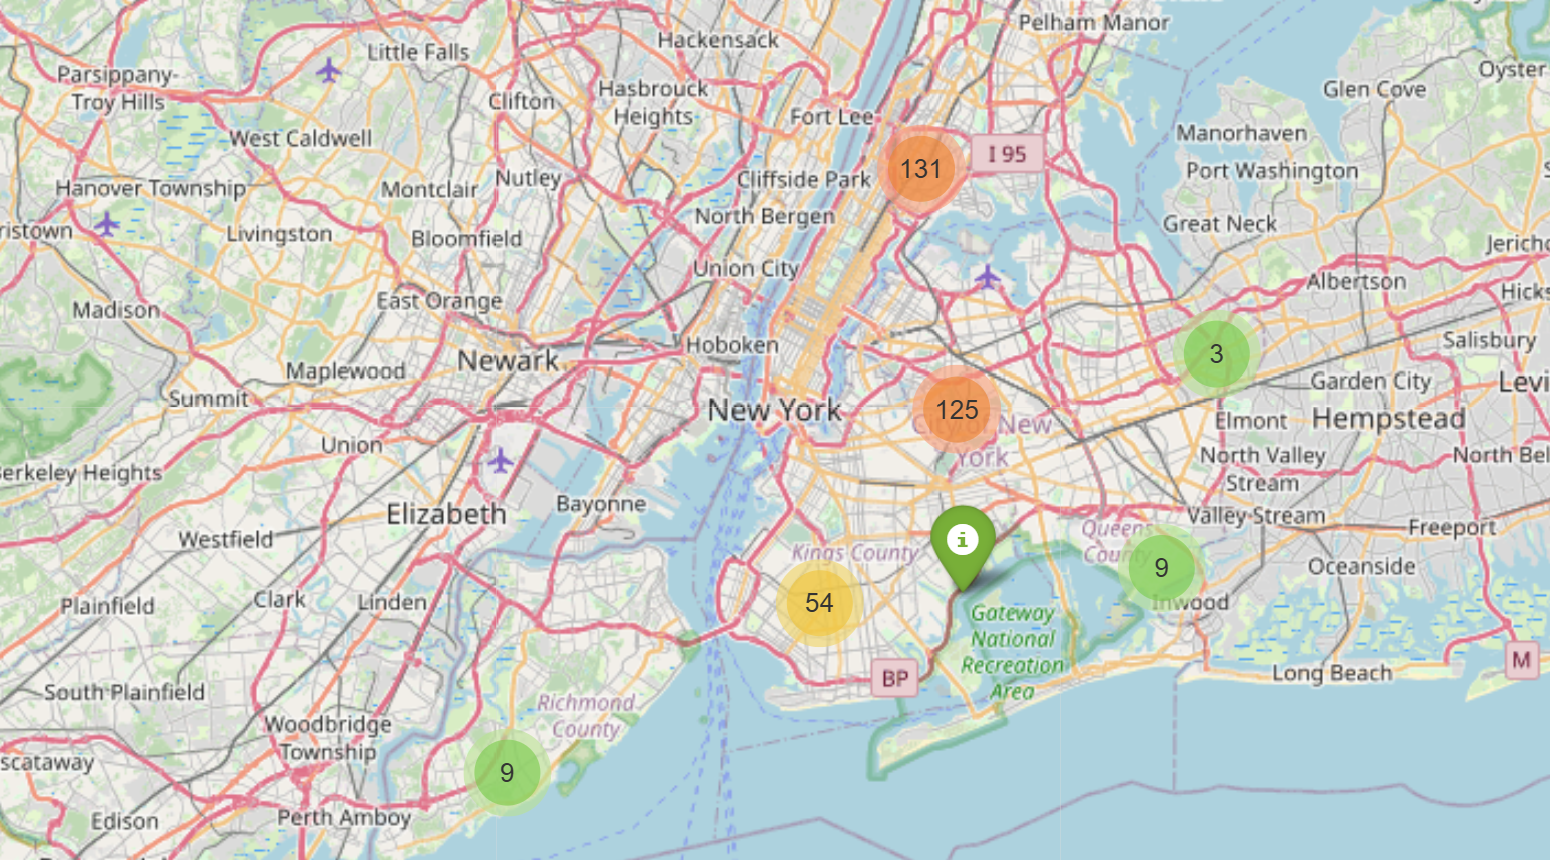 Pelham Manor
Little Falls
Hackensack
Oyster
Parsippany-
Troy Hills
Clifton
Hasbrouck
Heights
Glen Cove
Fort Lee
West Caldwell
Manorhaven
131
I 95
Port Washington
Hanover Township
Montclair
Nutley
Cliffside Park
North Bergen
Great Neck
ristown
Livingston
Bloomfield
Jericho
Union City
Albertson
Hicks
Madison
East Orange
Hoboken
3
Salisbury
Newark
Maplewood
Garden City
Levi
Summit
New York
125
New
York
Elmont
Hempstead
Union
North Valley
Stream
North Bel
Berkeley Heights
Bayonne
Elizabeth
Valley Stream
Freeport
Westfield
Queens
County
Kings County
9
Oceanside
Plainfield
Clark
Linden
54
Inwood
Gateway
National
Recreation
Area
BP
M
Long Beach
South Plainfield
Richmond
County
Woodbridge
Township
scataway
9
Edison
Perth Amboy